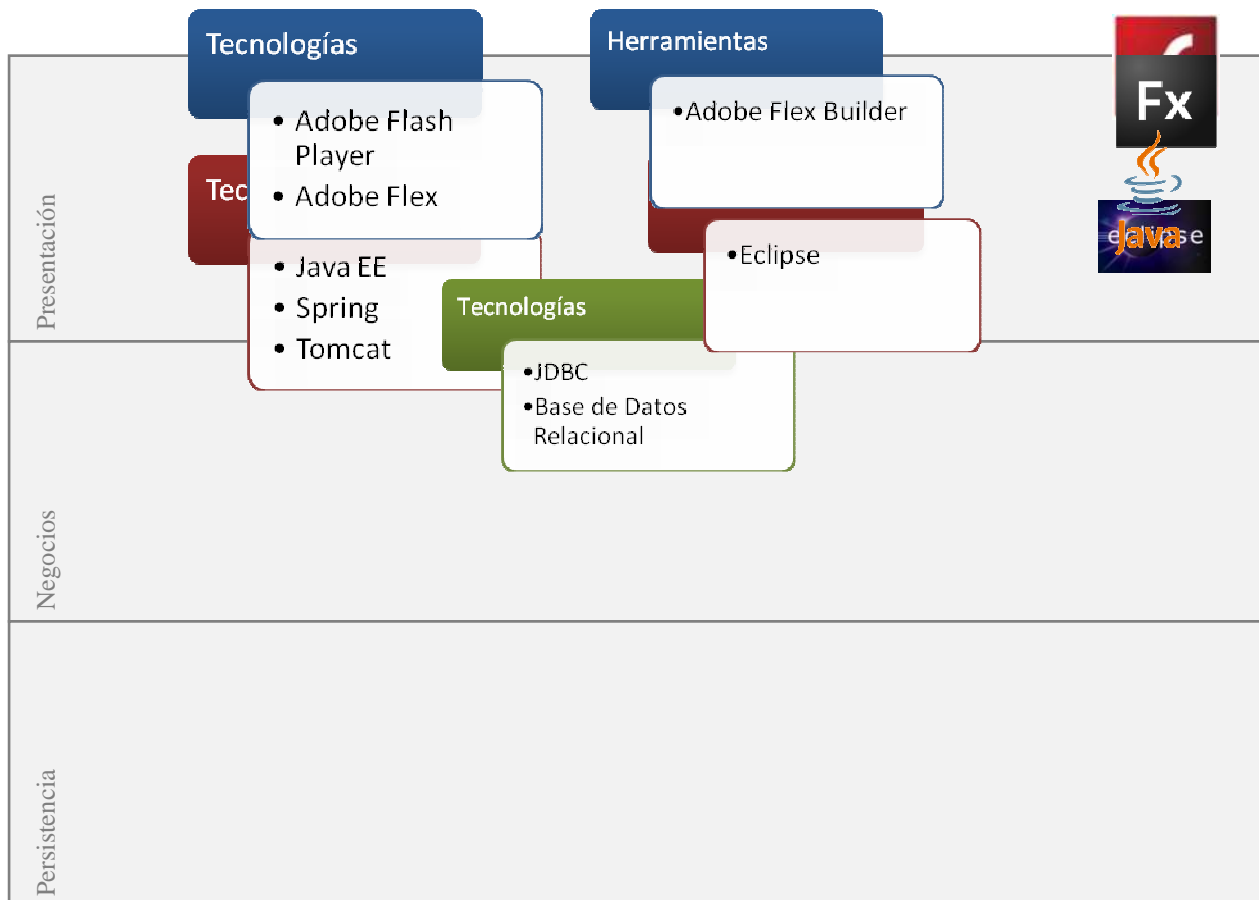 Tecnologías
Herramientas
• Adobe Flash
Player
• Adobe Flex
•Adobe Flex Builder
Fx
Presentación
Tec
• Java EE
• Spring
• Tomcat
•Eclipse
eclipse
Java
Tecnologías
•JDBC
•Base de Datos
Relacional
Negocios
Persistencia